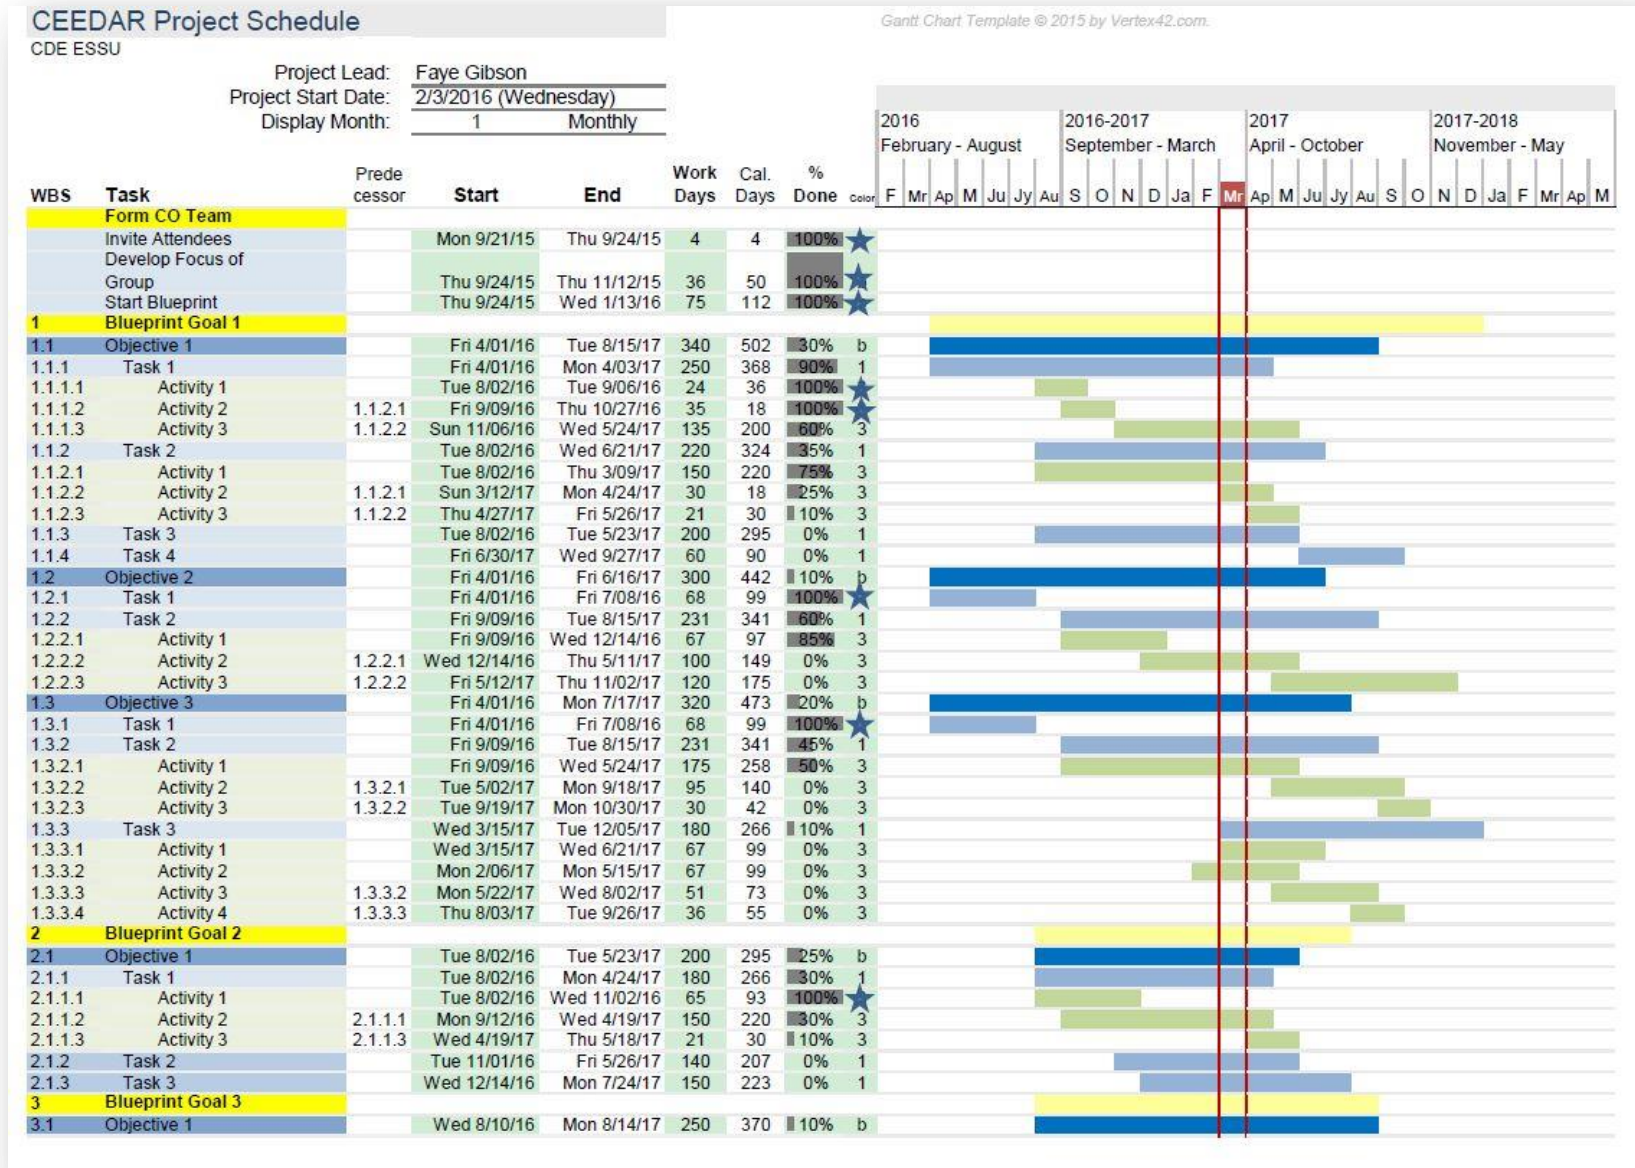 CEEDAR Project Schedule
Gantt Chart Template © 2015 by Vertex42.com.
CDE ESSU
Project Lead: Faye Gibson
Project Start Date: 2/3/2016 (Wednesday)
Display Month: 1 Monthly
2016 2016-2017 2017 2017-2018
February - August September - March April - October November - May
WBS Task Prede cessor Start End Work Days Cal. Days % Done Color F Mr Ap M Ju Jy Au S O N D Ja F Mr Ap M Ju Jy Au S O N D Ja F Mr Ap M
Form CO Team
Invite Attendees Mon 9/21/15 Thu 9/24/15 4 4 100%
Develop Focus of
Group Thu 9/24/15 Thu 11/12/15 36 50 100%
Start Blueprint Thu 9/24/15 Wed 1/13/16 75 112 100%
1 Blueprint Goal 1
1.1 Objective 1 Fri 4/01/16 Tue 8/15/17 340 502 30% b
1.1.1 Task 1 Fri 4/01/16 Mon 4/03/17 250 368 90% 1
1.1.1.1 Activity 1 Tue 8/02/16 Tue 9/06/16 24 36 100%
1.1.1.2 Activity 2 1.1.2.1 Fri 9/09/16 Thu 10/27/16 35 18 100%
1.1.1.3 Activity 3 1.1.2.2 Sun 11/06/16 Wed 5/24/17 135 200 60% 3
1.1.2 Task 2 Tue 8/02/16 Wed 6/21/17 220 324 35% 1
1.1.2.1 Activity 1 Tue 8/02/16 Thu 3/09/17 150 220 75% 3
1.1.2.2 Activity 2 1.1.2.1 Sun 3/12/17 Mon 4/24/17 30 18 25% 3
1.1.2.3 Activity 3 1.1.2.2 Thu 4/27/17 Fri 5/26/17 21 30 10% 3
1.1.3 Task 3 Tue 8/02/16 Tue 5/23/17 200 295 0% 1
1.1.4 Task 4 Fri 6/30/17 Wed 9/27/17 60 90 0% 1
1.2 Objective 2 Fri 4/01/16 Fri 6/16/17 300 442 10% b
1.2.1 Task 1 Fri 4/01/16 Fri 7/08/16 68 99 100%
1.2.2 Task 2 Fri 9/09/16 Tue 8/15/17 231 341 60% 1
1.2.2.1 Activity 1 Fri 9/09/16 Wed 12/14/16 67 97 85% 3
1.2.2.2 Activity 2 1.2.2.1 Wed 12/14/16 Thu 5/11/17 100 149 0% 3
1.2.2.3 Activity 3 1.2.2.2 Fri 5/12/17 Thu 11/02/17 120 175 0% 3
1.3 Objective 3 Fri 4/01/16 Mon 7/17/17 320 473 20% b
1.3.1 Task 1 Fri 4/01/16 Fri 7/08/16 68 99 100%
1.3.2 Task 2 Fri 9/09/16 Tue 8/15/17 231 341 45% 1
1.3.2.1 Activity 1 Fri 9/09/16 Wed 5/24/17 175 258 50% 3
1.3.2.2 Activity 2 1.3.2.1 Tue 5/02/17 Mon 9/18/17 95 140 0% 3
1.3.2.3 Activity 3 1.3.2.2 Tue 9/19/17 Mon 10/30/17 30 42 0% 3
1.3.3 Task 3 Wed 3/15/17 Tue 12/05/17 180 266 10% 1
1.3.3.1 Activity 1 Wed 3/15/17 Wed 6/21/17 67 99 0% 3
1.3.3.2 Activity 2 Mon 2/06/17 Mon 5/15/17 67 99 0% 3
1.3.3.3 Activity 3 1.3.3.2 Mon 5/22/17 Wed 8/02/17 51 73 0% 3
1.3.3.4 Activity 4 1.3.3.3 Thu 8/03/17 Tue 9/26/17 36 55 0% 3
2 Blueprint Goal 2
2.1 Objective 1 Tue 8/02/16 Tue 5/23/17 200 295 25% b
2.1.1 Task 1 Tue 8/02/16 Mon 4/24/17 180 266 30% 1
2.1.1.1 Activity 1 Tue 8/02/16 Wed 11/02/16 65 93 100%
2.1.1.2 Activity 2 2.1.1.1 Mon 9/12/16 Wed 4/19/17 150 220 30% 3
2.1.1.3 Activity 3 2.1.1.3 Wed 4/19/17 Thu 5/18/17 21 30 10% 3
2.1.2 Task 2 Tue 11/01/16 Fri 5/26/17 140 207 0% 1
2.1.3 Task 3 Wed 12/14/16 Mon 7/24/17 150 223 0% 1
3 Blueprint Goal 3
3.1 Objective 1 Wed 8/10/16 Mon 8/14/17 250 370 10% b